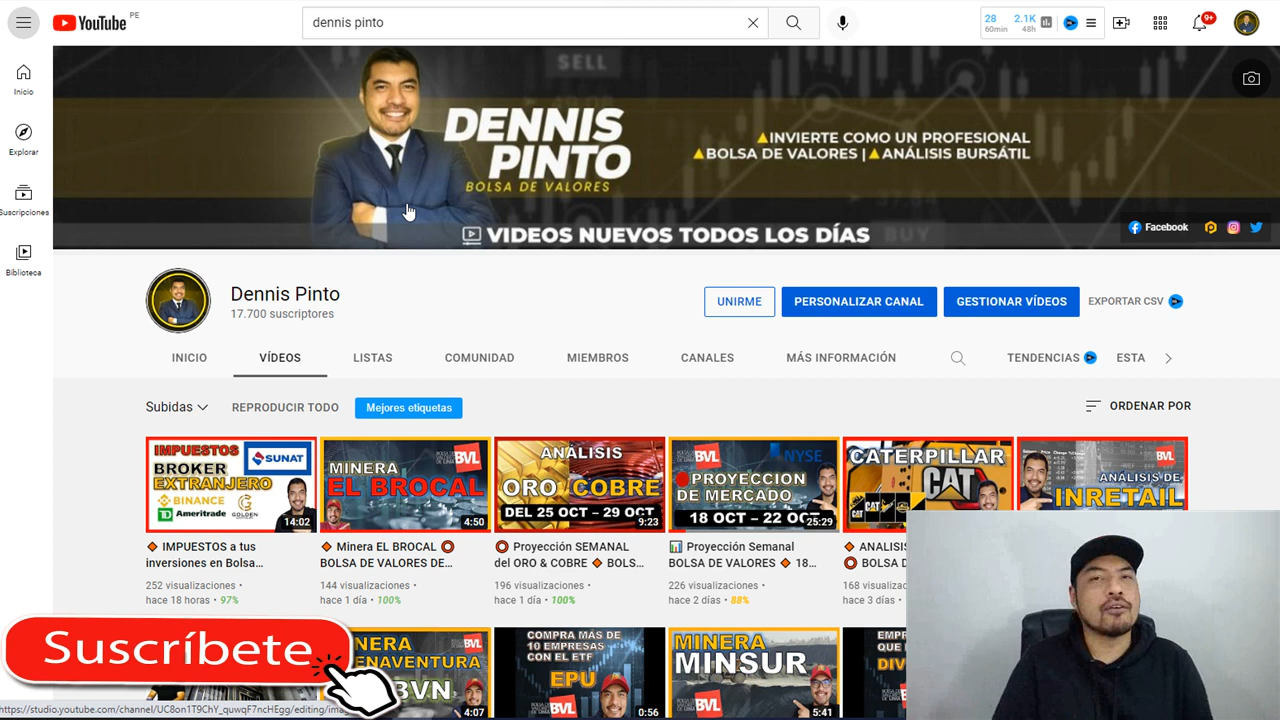 YouTube PE
dennis pinto
28
60min
2.1K
48h
9+
Inicio
Explorar
Suscripciones
Biblioteca
SELL
DENNIS
PINTO
BOLSA DE VALORES
INVIERTE COMO UN PROFESIONAL
BOLSA DE VALORES | ANÁLISIS BURSÁTIL
VIDEOS NUEVOS TODOS LOS DÍAS
BUY
Facebook
Dennis Pinto
17.700 suscriptores
UNIRME
PERSONALIZAR CANAL
GESTIONAR VÍDEOS
EXPORTAR CSV
INICIO
VÍDEOS
LISTAS
COMUNIDAD
MIEMBROS
CANALES
MÁS INFORMACIÓN
TENDENCIAS
ESTA
Subidas
REPRODUCIR TODO
Mejores etiquetas
ORDENAR POR
IMPUESTOS
BROKER
EXTRANJERO
SUNAT
BINANCE
Ameritrade
GOLDEN
14:02
MINERA
EL BROCAL
BVL
4:50
ANÁLISIS
ORO COBRE
DEL 25 OCT - 29 OCT
9:23
BVL
NYSE
PROYECCION
DE MERCADO
18 OCT - 22 OCT
25:29
CATERPILLAR
CAT
BVL
ANÁLISIS DE
INRETAIL
IMPUESTOS a tus
inversiones en Bolsa...
252 visualizaciones •
hace 18 horas • 97%
Minera EL BROCAL
BOLSA DE VALORES DE...
144 visualizaciones •
hace 1 día • 100%
Proyección SEMANAL
del ORO & COBRE BOLS...
196 visualizaciones •
hace 1 día • 100%
Proyección Semanal
BOLSA DE VALORES 18...
226 visualizaciones •
hace 2 días • 88%
ANALISIS
BOLSA D
168 visualizaciones •
hace 3 días •
Suscríbete
NERA
ENAVENTURA
BVN
BVL
4:07
COMPRA MÁS DE
10 EMPRESAS
CON EL ETF
EPU
0:56
MINERA
MINSUR
BVL
BVL
5:41
EMPR
QUE
DIV
https://studio.youtube.com/channel/UC8on1T9ChY_quwqF7ncHEgg/editing/ima